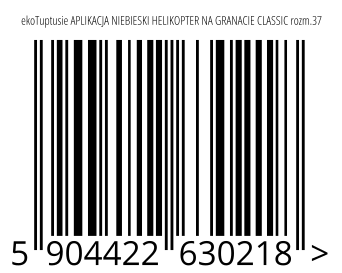 ekoTuptusie APLIKACJA NIEBIESKI HELIKOPTER NA GRANACIE CLASSIC rozm.37
5 904422 630218 >